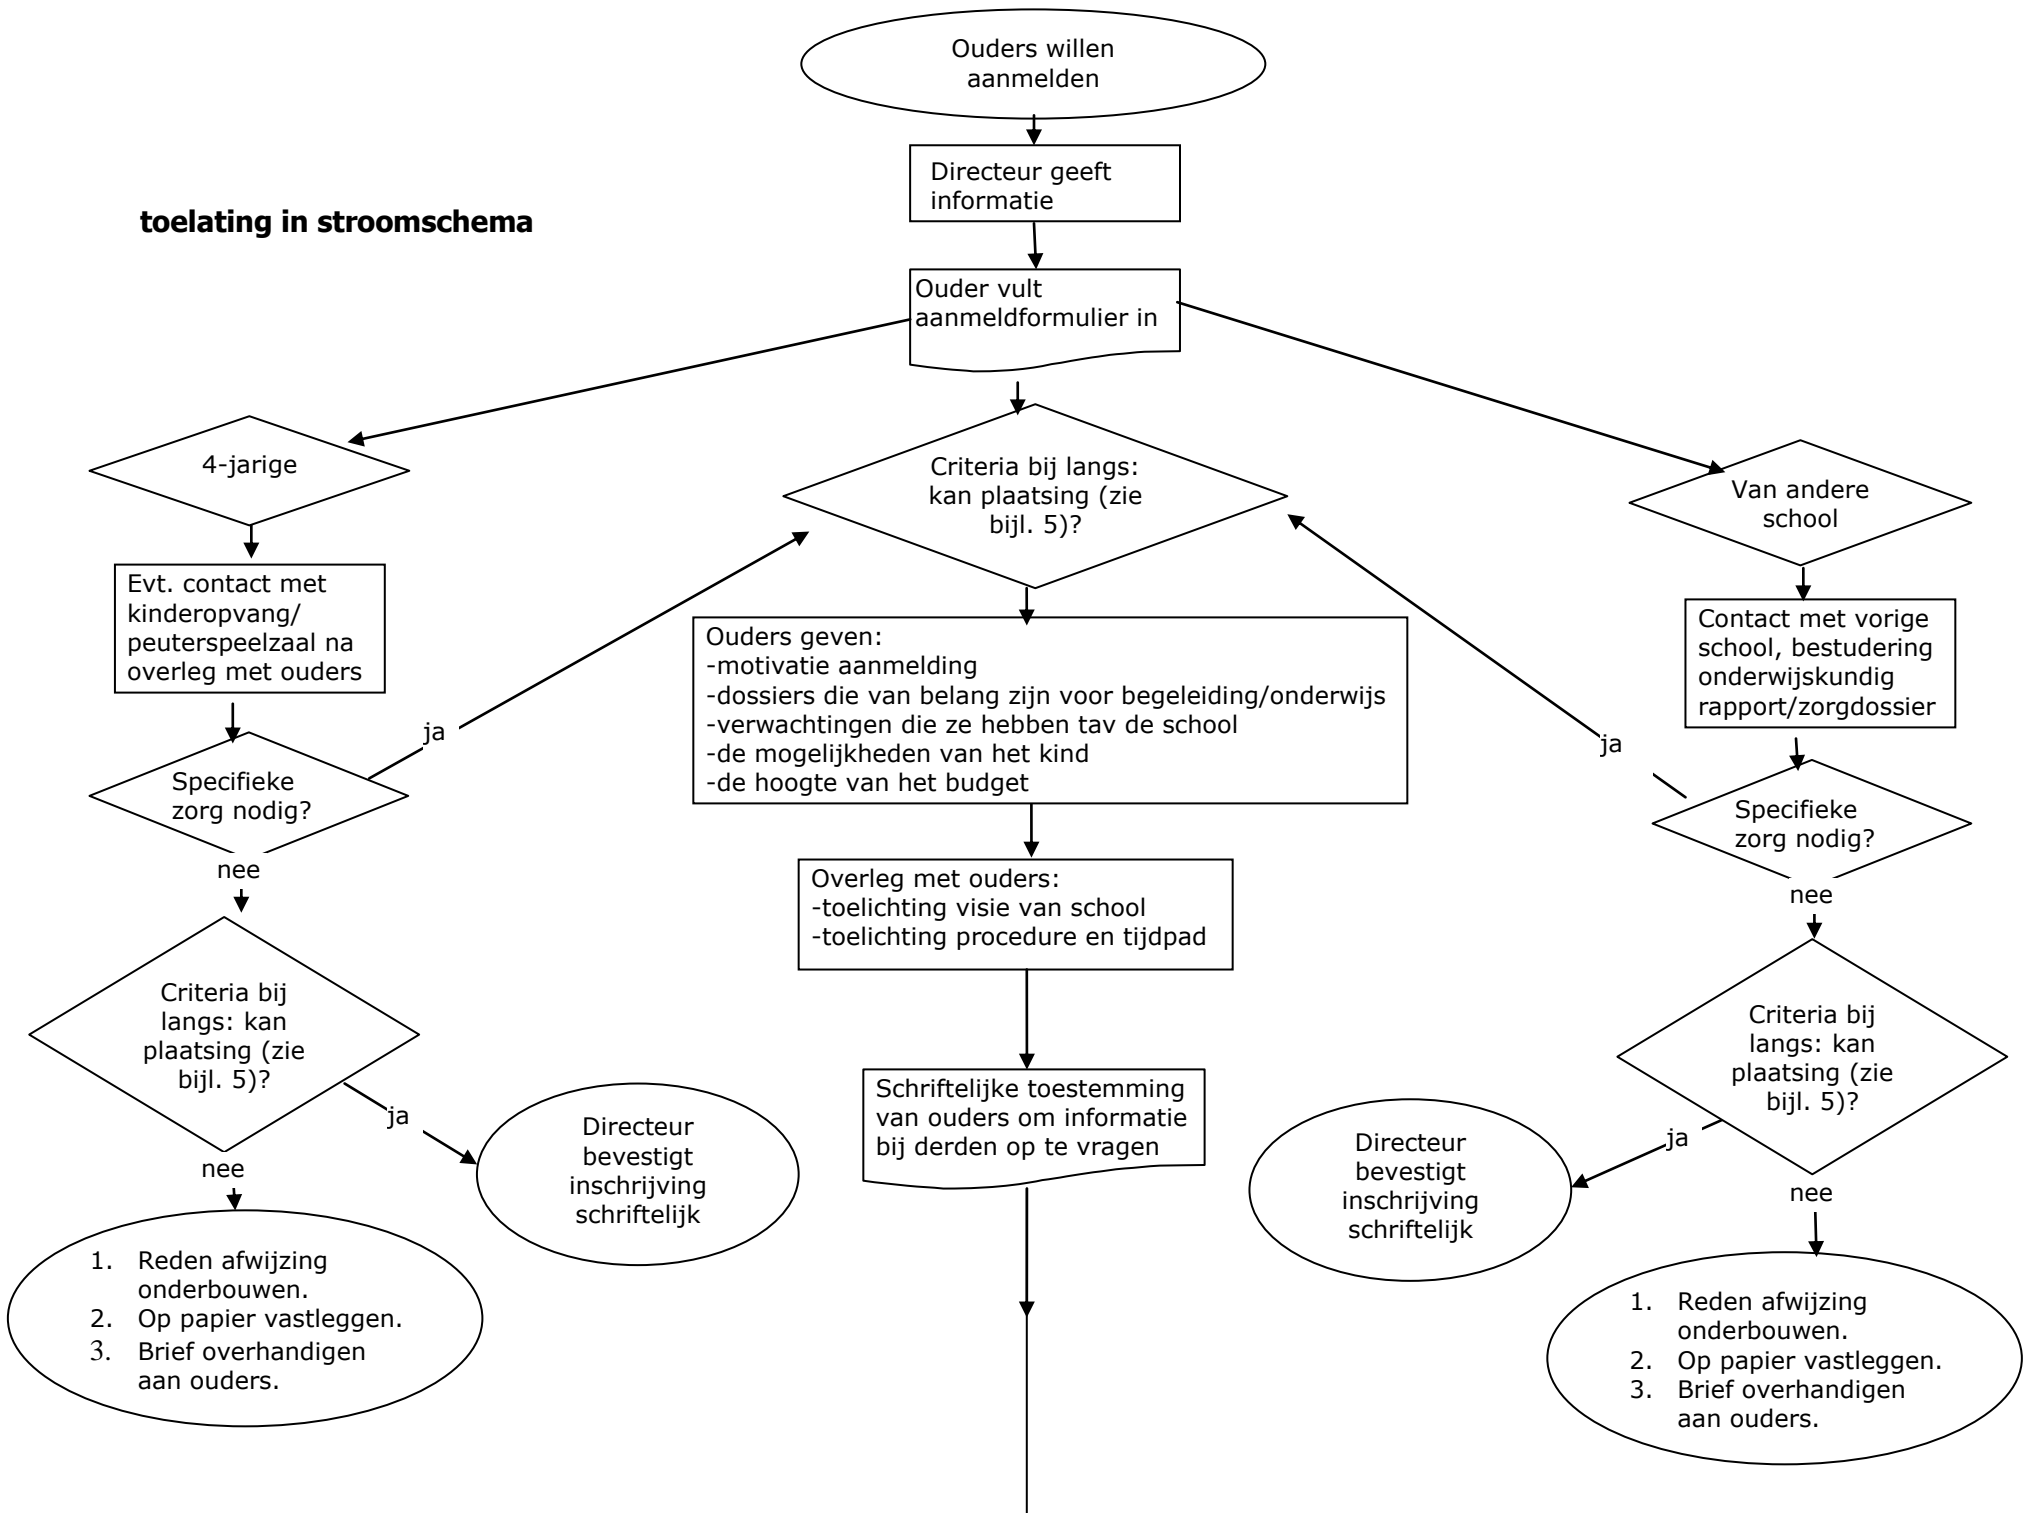 Ouders willen
aanmelden
Directeur geeft
informatie
toelating in stroomschema
Ouder vult
aanmeldformulier in
4-jarige
Criteria bij langs:
kan plaatsing (zie
bijl. 5)?
Van andere
school
Evt. contact met
kinderopvang/
peuterspeelzaal na
overleg met ouders
Ouders geven:
-motivatie aanmelding
-dossiers die van belang zijn voor begeleiding/onderwijs
-verwachtingen die ze hebben tav de school
-de mogelijkheden van het kind
-de hoogte van het budget
Contact met vorige
school, bestudering
onderwijskundig
rapport/zorgdossier
ja
ja
Specifieke
zorg nodig?
Specifieke
zorg nodig?
nee
Overleg met ouders:
-toelichting visie van school
-toelichting procedure en tijdpad
nee
Criteria bij
langs: kan
plaatsing (zie
bijl. 5)?
Criteria bij
langs: kan
plaatsing (zie
bijl. 5)?
ja
Directeur
bevestigt
inschrijving
schriftelijk
Schriftelijke toestemming
van ouders om informatie
bij derden op te vragen
Directeur
bevestigt
inschrijving
schriftelijk
ja
nee
nee
1. Reden afwijzing
onderbouwen.
2. Op papier vastleggen.
3. Brief overhandigen
aan ouders.
1. Reden afwijzing
onderbouwen.
2. Op papier vastleggen.
3. Brief overhandigen
aan ouders.